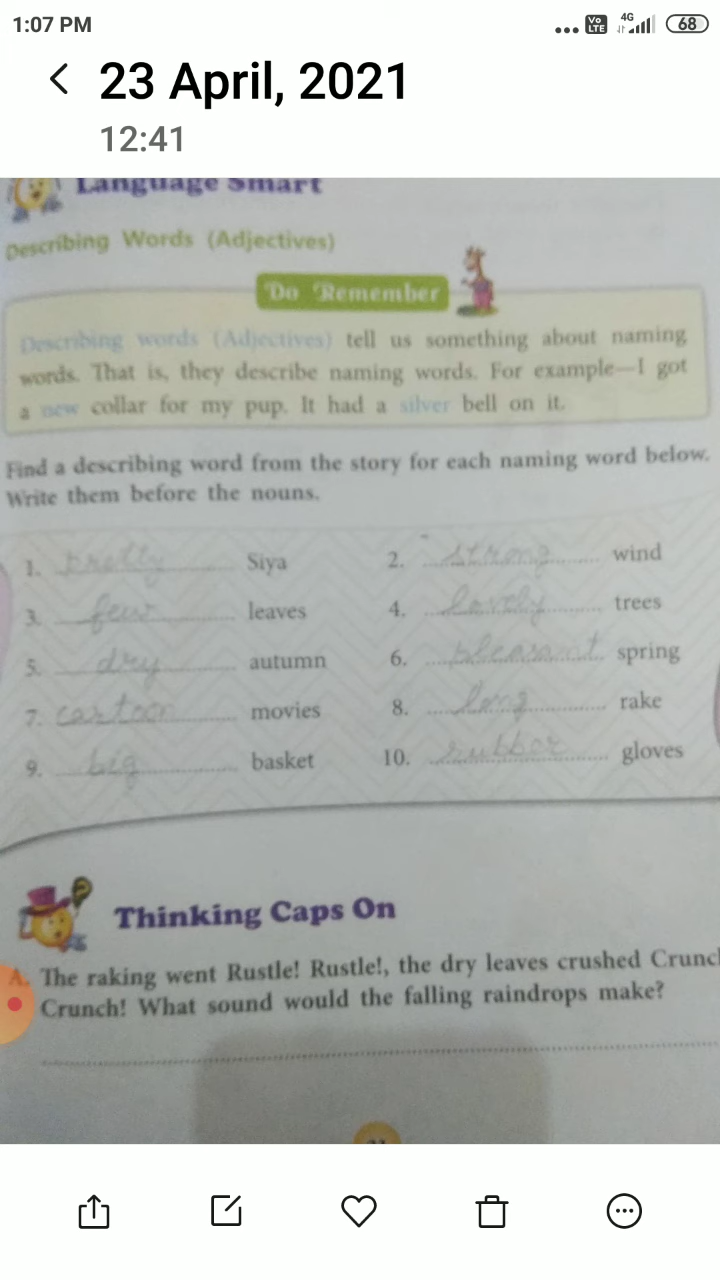 1:07 PM ... Vo LTE 4G 68
23 April, 2021
12:41
Language Smart
Describing Words (Adjectives)
Do Remember
Describing words (Adjectives) tell us something about naming
words. That is, they describe naming words. For example—I got
a new collar for my pup. It had a silver bell on it.
Find a describing word from the story for each naming word below.
Write them before the nouns.
1. pretty Siya 2. strong wind
3. few leaves 4. lovely trees
5. dry autumn 6. pleasant spring
7. cartoon movies 8. long rake
9. big basket 10. rubber gloves
Thinking Caps On
A. The raking went Rustle! Rustle!, the dry leaves crushed Crunc
Crunch! What sound would the falling raindrops make?